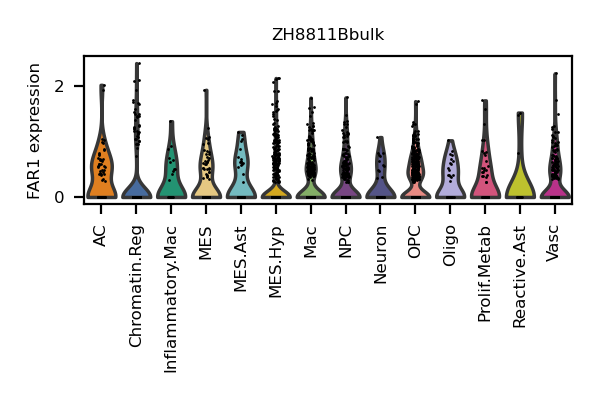 ZH8811Bbulk
FAR1 expression
2
0
AC
Chromatin.Reg
Inflammatory.Mac
MES
MES.Ast
MES.Hyp
Mac
NPC
Neuron
OPC
Oligo
Prolif.Metab
Reactive.Ast
Vasc